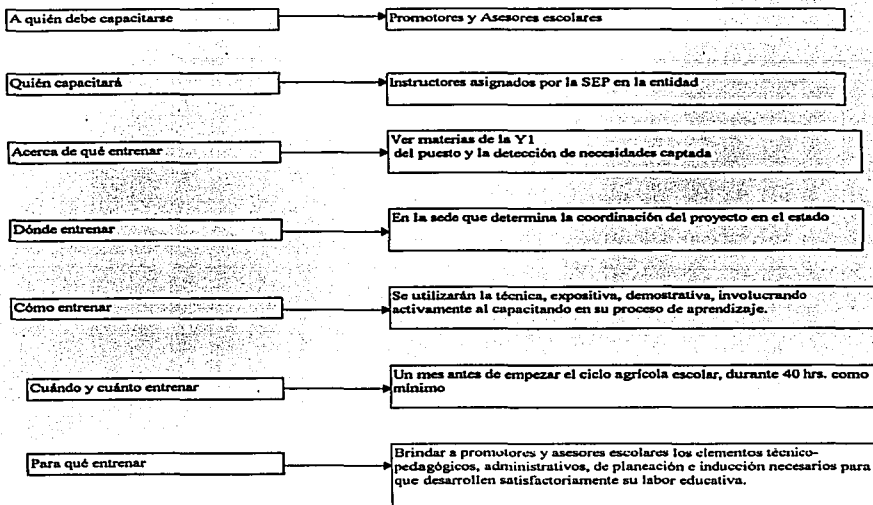 A quién debe capacitarse
Promotores y Asesores escolares
Quién capacitará
Instructores asignados por la SEP en la entidad
Acerca de qué entrenar
Ver materias de la Y1
del puesto y la detección de necesidades captada
Dónde entrenar
En la sede que determina la coordinación del proyecto en el estado
Cómo entrenar
Se utilizarán la técnica, expositiva, demostrativa, involucrando
activamente al capacitando en su proceso de aprendizaje.
Cuándo y cuánto entrenar
Un mes antes de empezar el ciclo agrícola escolar, durante 40 hrs. como
mínimo
Para qué entrenar
Brindar a promotores y asesores escolares los elementos técnico-
pedagógicos, administrativos, de planeación e inducción necesarios para
que desarrollen satisfactoriamente su labor educativa.